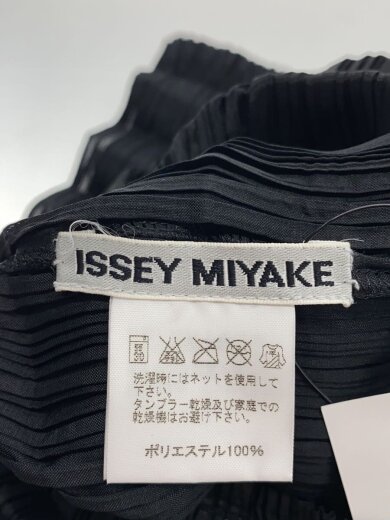 ISSEY MIYAKE
洗濯時にはネットを使用して
下さい。
タンブラー乾燥及び家庭での
乾燥機はお避け下さい。
ポリエステル100%